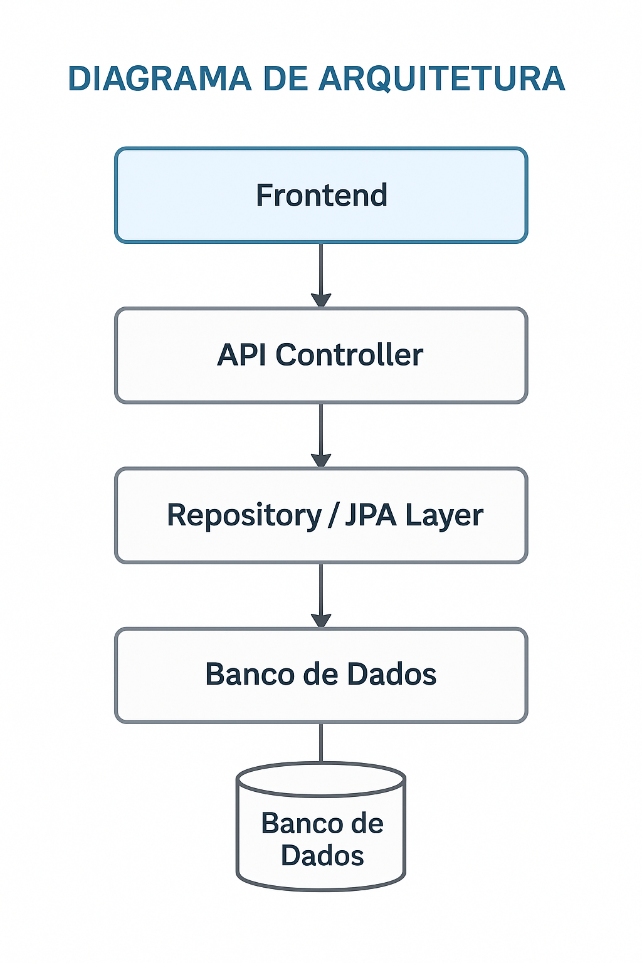 DIAGRAMA DE ARQUITETURA
Frontend
API Controller
Repository / JPA Layer
Banco de Dados
Banco de
Dados